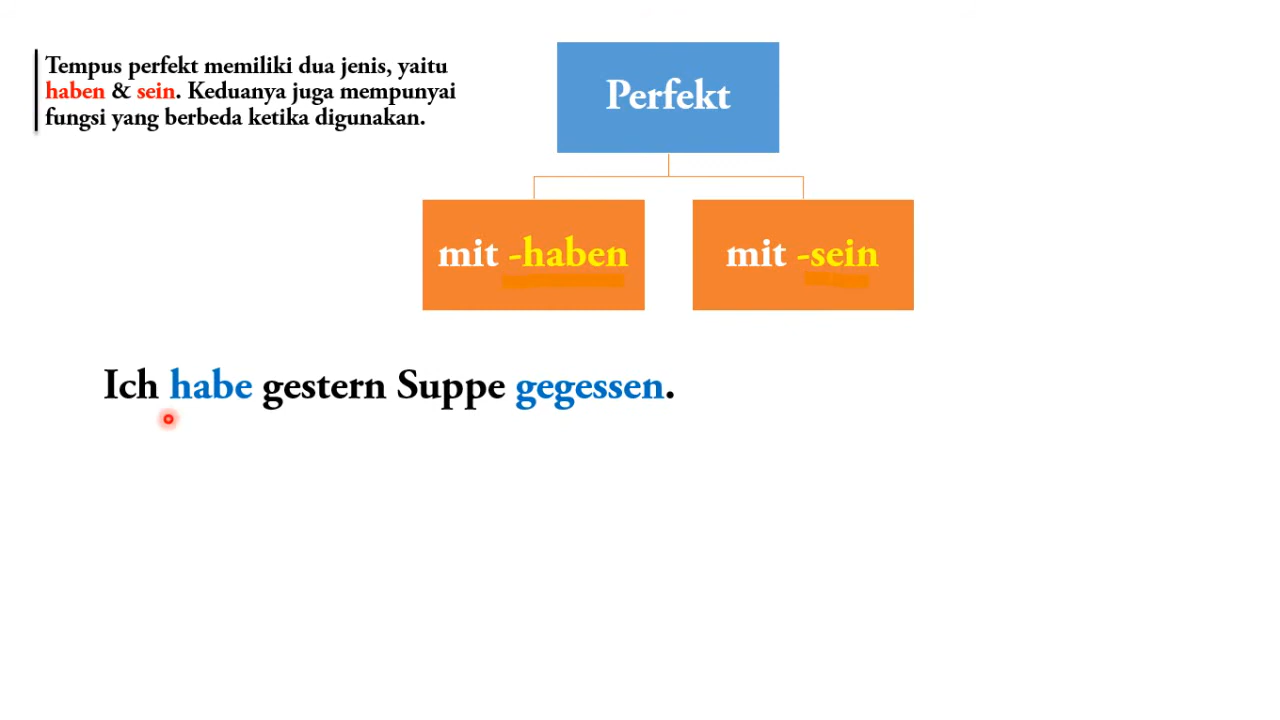 Tempus perfekt memiliki dua jenis, yaitu
haben & sein. Keduanya juga mempunyai
fungsi yang berbeda ketika digunakan.
Perfekt
mit -haben
mit -sein
Ich habe gestern Suppe gegessen.